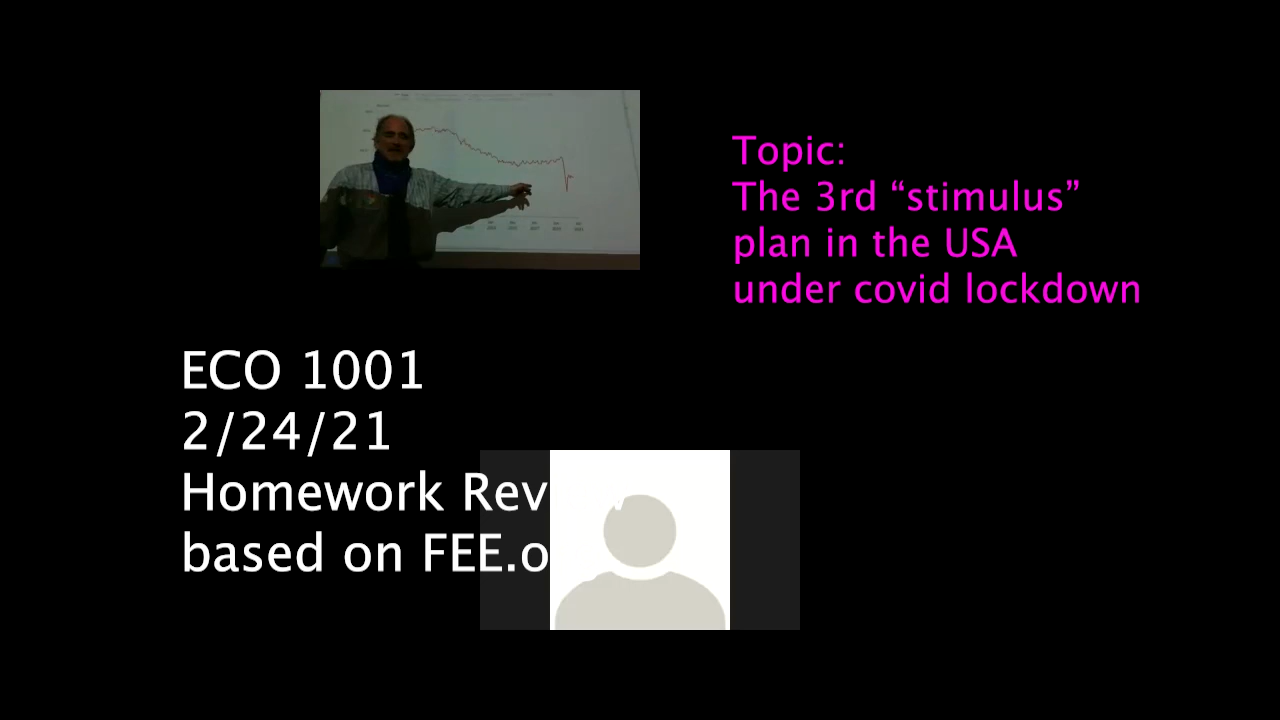 Topic:
The 3rd “stimulus”
plan in the USA
under covid lockdown
ECO 1001
2/24/21
Homework Rev
based on FEE.o